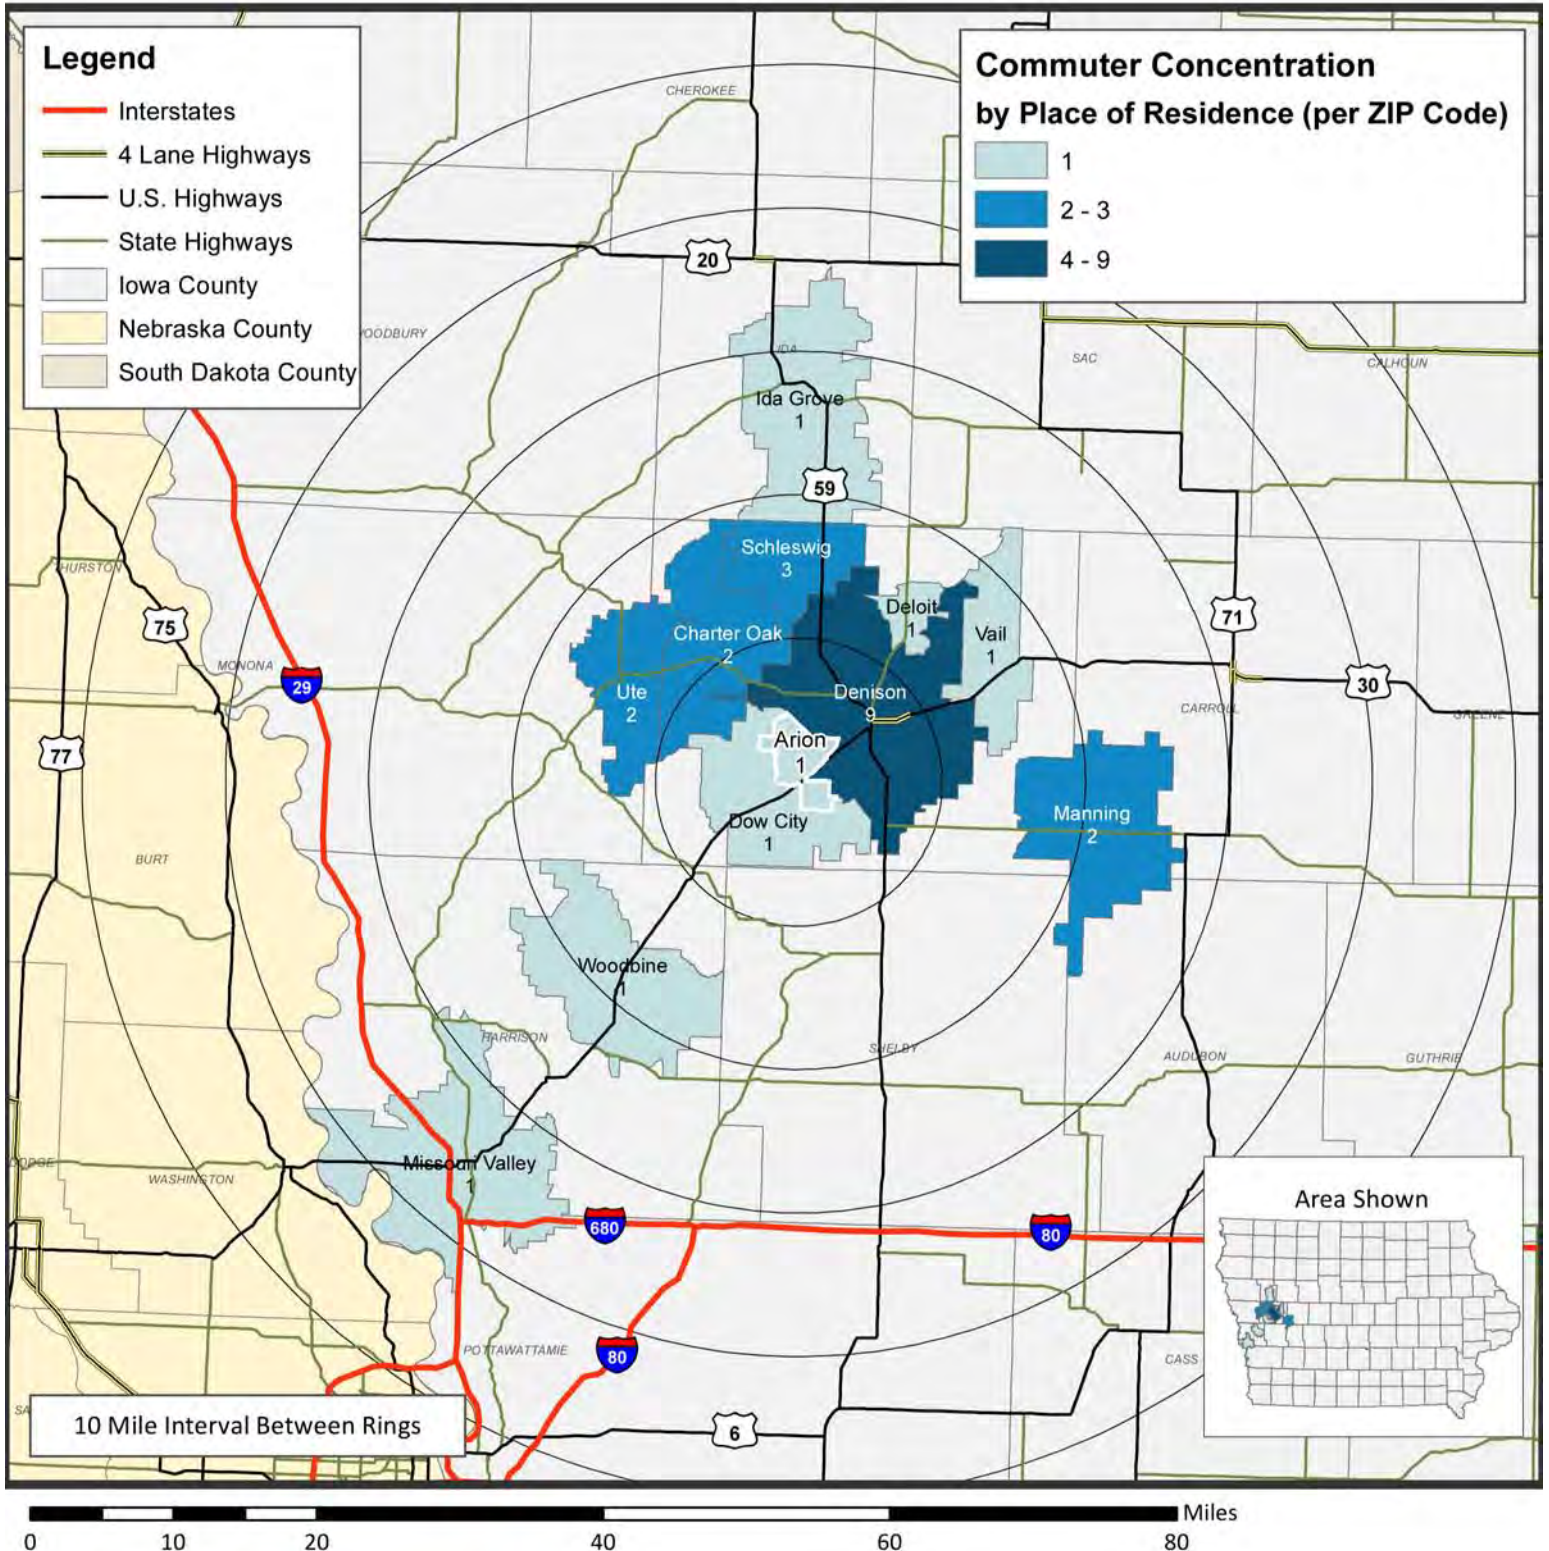 Legend
Interstates
4 Lane Highways
U.S. Highways
State Highways
Iowa County
Nebraska County
South Dakota County
Commuter Concentration
by Place of Residence (per ZIP Code)
1
2 - 3
4 - 9
CHEROKEE
20
OODBURY
IDA
SAC
CALHOUN
Ida Grove
1
59
Schleswig
3
THURSTON
75
Deloit
1
71
Charter Oak
2
Vail
1
MONONA
29
Ute
2
Denison
9
30
CARROLL
GREENE
77
Arion
1
Manning
2
Dow City
1
BURT
Woodbine
1
HARRISON
SHELBY
AUDUBON
GUTHRIE
DODGE
WASHINGTON
Missouri Valley
1
680
80
Area Shown
80
POTTAWATTAMIE
CASS
SA
10 Mile Interval Between Rings
6
Miles
0
10
20
40
60
80